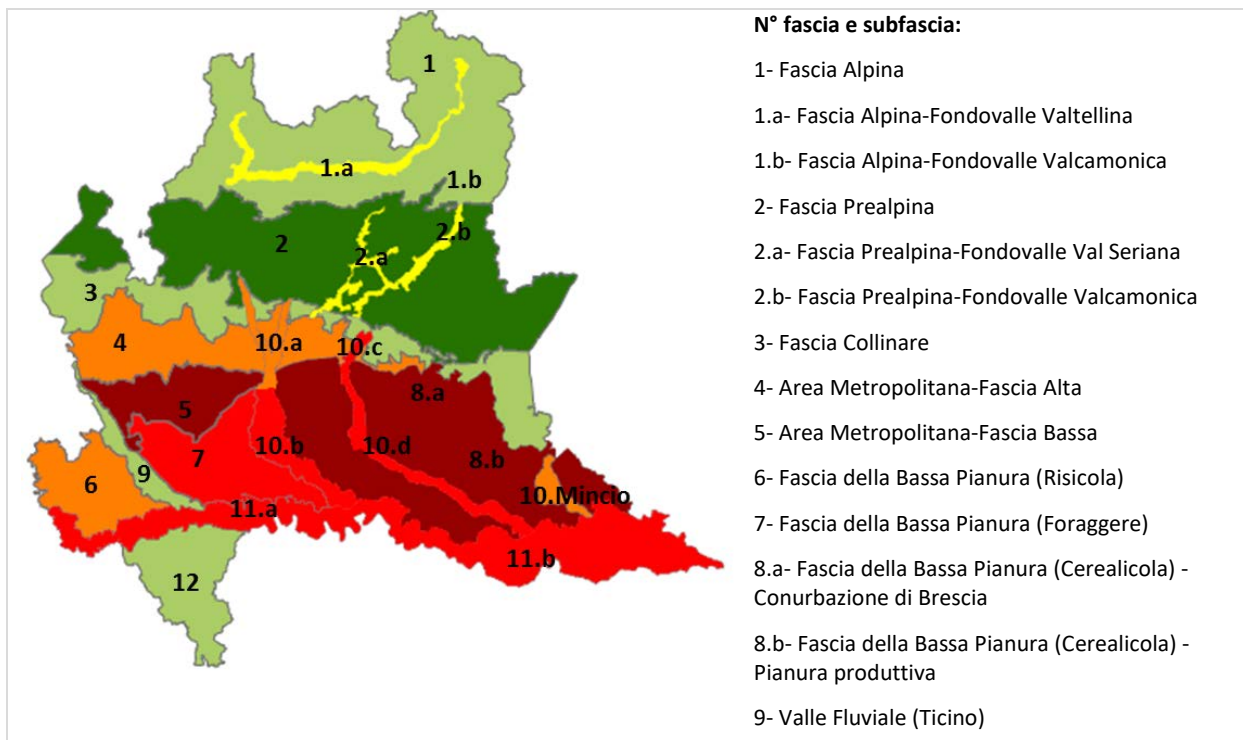 N° fascia e subfascia:
1- Fascia Alpina
1.a- Fascia Alpina-Fondovalle Valtellina
1.b- Fascia Alpina-Fondovalle Valcamonica
2- Fascia Prealpina
2.a- Fascia Prealpina-Fondovalle Val Seriana
2.b- Fascia Prealpina-Fondovalle Valcamonica
3- Fascia Collinare
4- Area Metropolitana-Fascia Alta
5- Area Metropolitana-Fascia Bassa
6- Fascia della Bassa Pianura (Risicola)
7- Fascia della Bassa Pianura (Foraggere)
8.a- Fascia della Bassa Pianura (Cerealicola) -
Conurbazione di Brescia
8.b- Fascia della Bassa Pianura (Cerealicola) -
Pianura produttiva
9- Valle Fluviale (Ticino)
1
1.a
1.b
2
2.a
2.b
3
4
10.a
10.c
5
8.a
7
10.b
10.d
8.b
6
9
10.Mincio
11.a
11.b
12